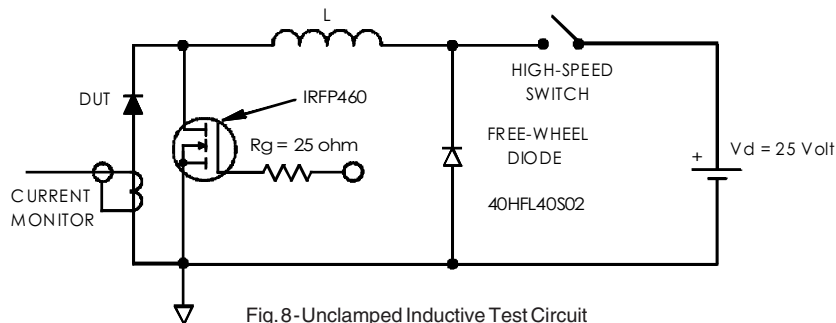 L
HIGH-SPEED
SWITCH
DUT
IRFP460
Rg = 25 ohm
FREE-WHEEL
DIODE
+
Vd = 25 Volt
CURRENT
MONITOR
40HFL40S02
Fig. 8 - Unclamped Inductive Test Circuit